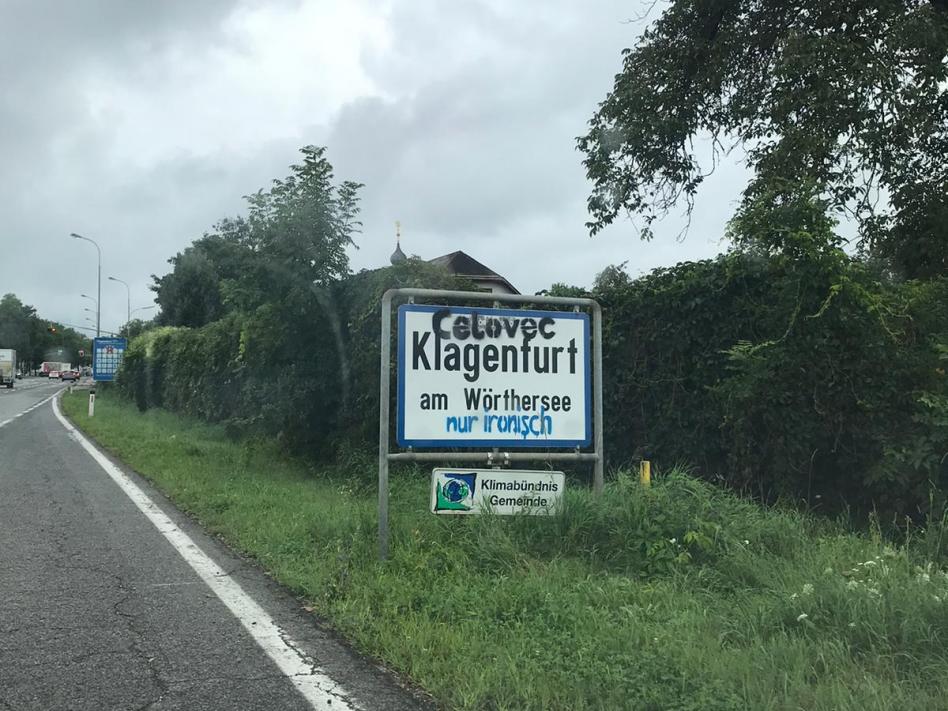 Celovec
Klagenfurt
am Wörthersee
nur ironisch
Klimabündnis
Gemeinde